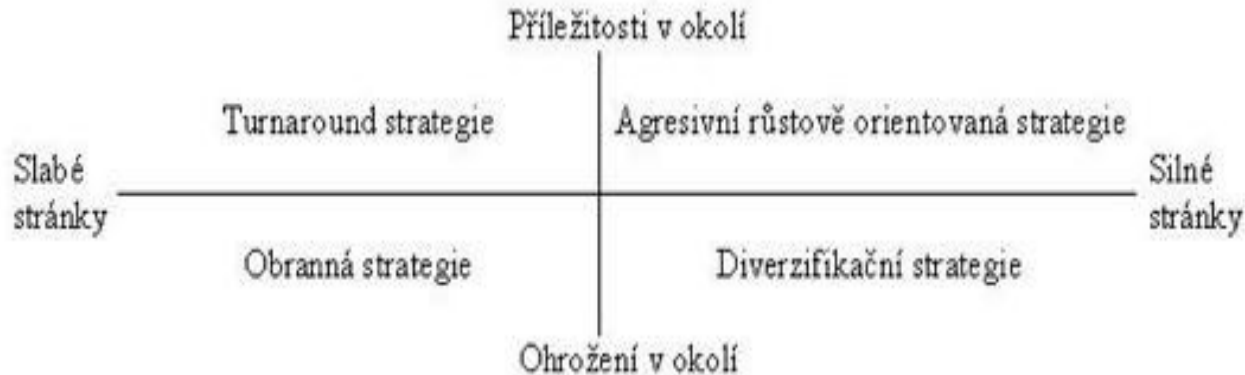 Příležitosti v okolí
Turnaround strategie
Agresivní růstově orientovaná strategie
Slabé
stránky
Silné
stránky
Obranná strategie
Diverzifikační strategie
Ohrožení v okolí